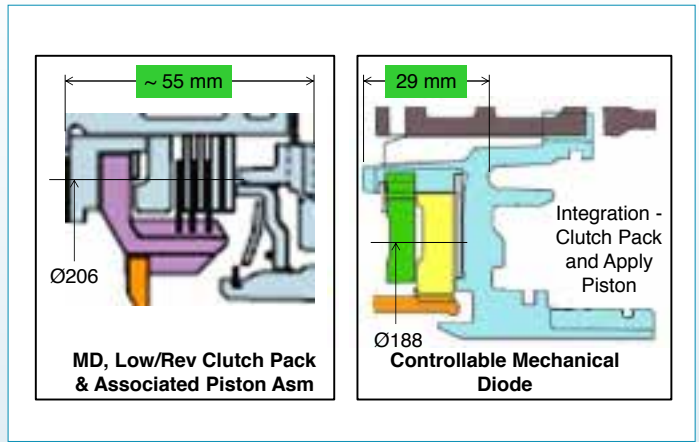 ~ 55 mm
Ø206
MD, Low/Rev Clutch Pack
& Associated Piston Asm
29 mm
Integration -
Clutch Pack
and Apply
Piston
Ø188
Controllable Mechanical
Diode